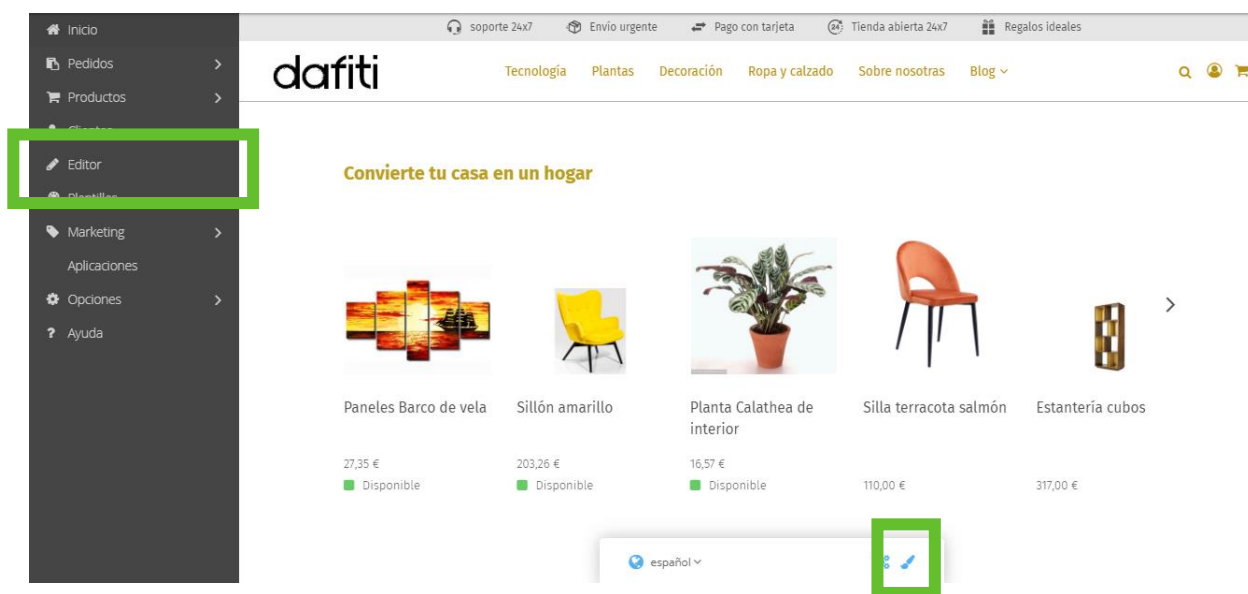 Inicio
Pedidos
Productos
Clientes
Editor
Plantillas
Marketing
Aplicaciones
Opciones
? Ayuda
soporte 24x7
Envío urgente
Pago con tarjeta
24 Tienda abierta 24x7
Regalos ideales
dafiti
Tecnología
Plantas
Decoración
Ropa y calzado
Sobre nosotras
Blog
Convierte tu casa en un hogar
Paneles Barco de vela
27,35 €
Disponible
Sillón amarillo
203,26 €
Disponible
Planta Calathea de
interior
16,57 €
Disponible
Silla terracota salmón
110,00 €
Estantería cubos
317,00 €
español